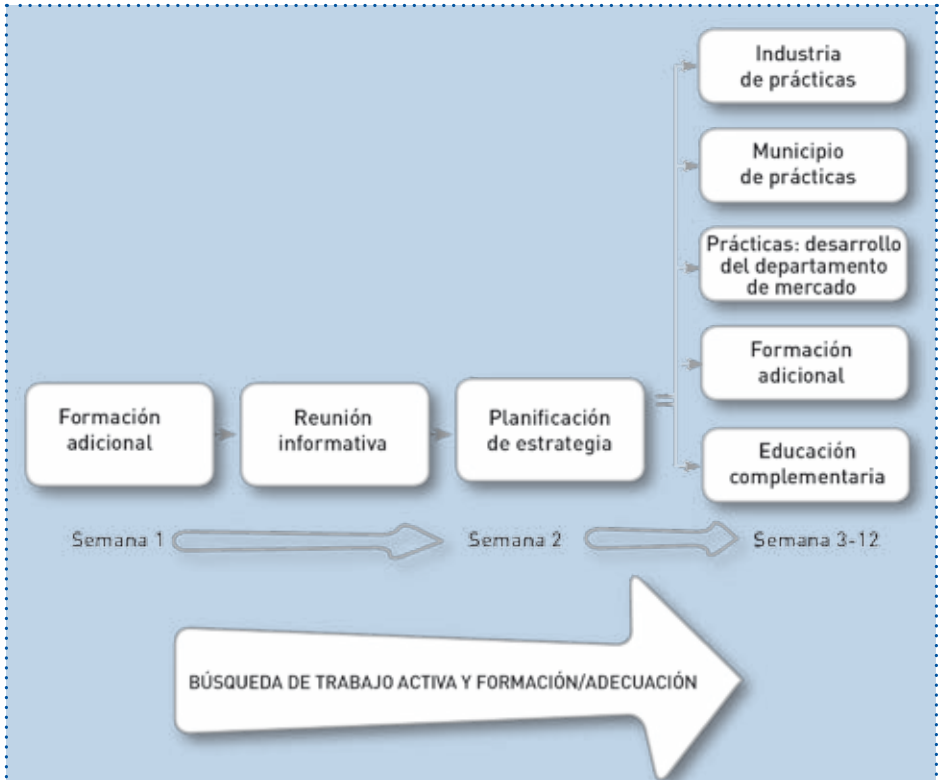 Industria
de prácticas
Municipio
de prácticas
Prácticas: desarrollo
del departamento
de mercado
Formación
adicional
Educación
complementaria
Formación
adicional
Reunión
informativa
Planificación
de estrategia
Semana 1
Semana 2
Semana 3-12
BÚSQUEDA DE TRABAJO ACTIVA Y FORMACIÓN/ADECUACIÓN